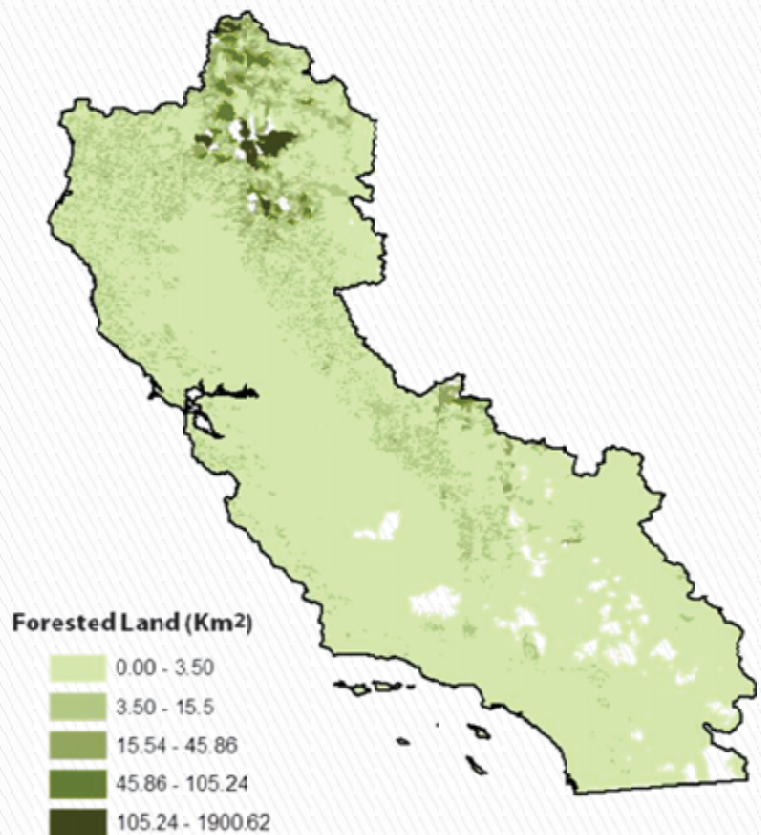 Forested Land (Km²)
0.00 - 3.50
3.50 - 15.5
15.54 - 45.86
45.86 - 105.24
105.24 - 1900.62